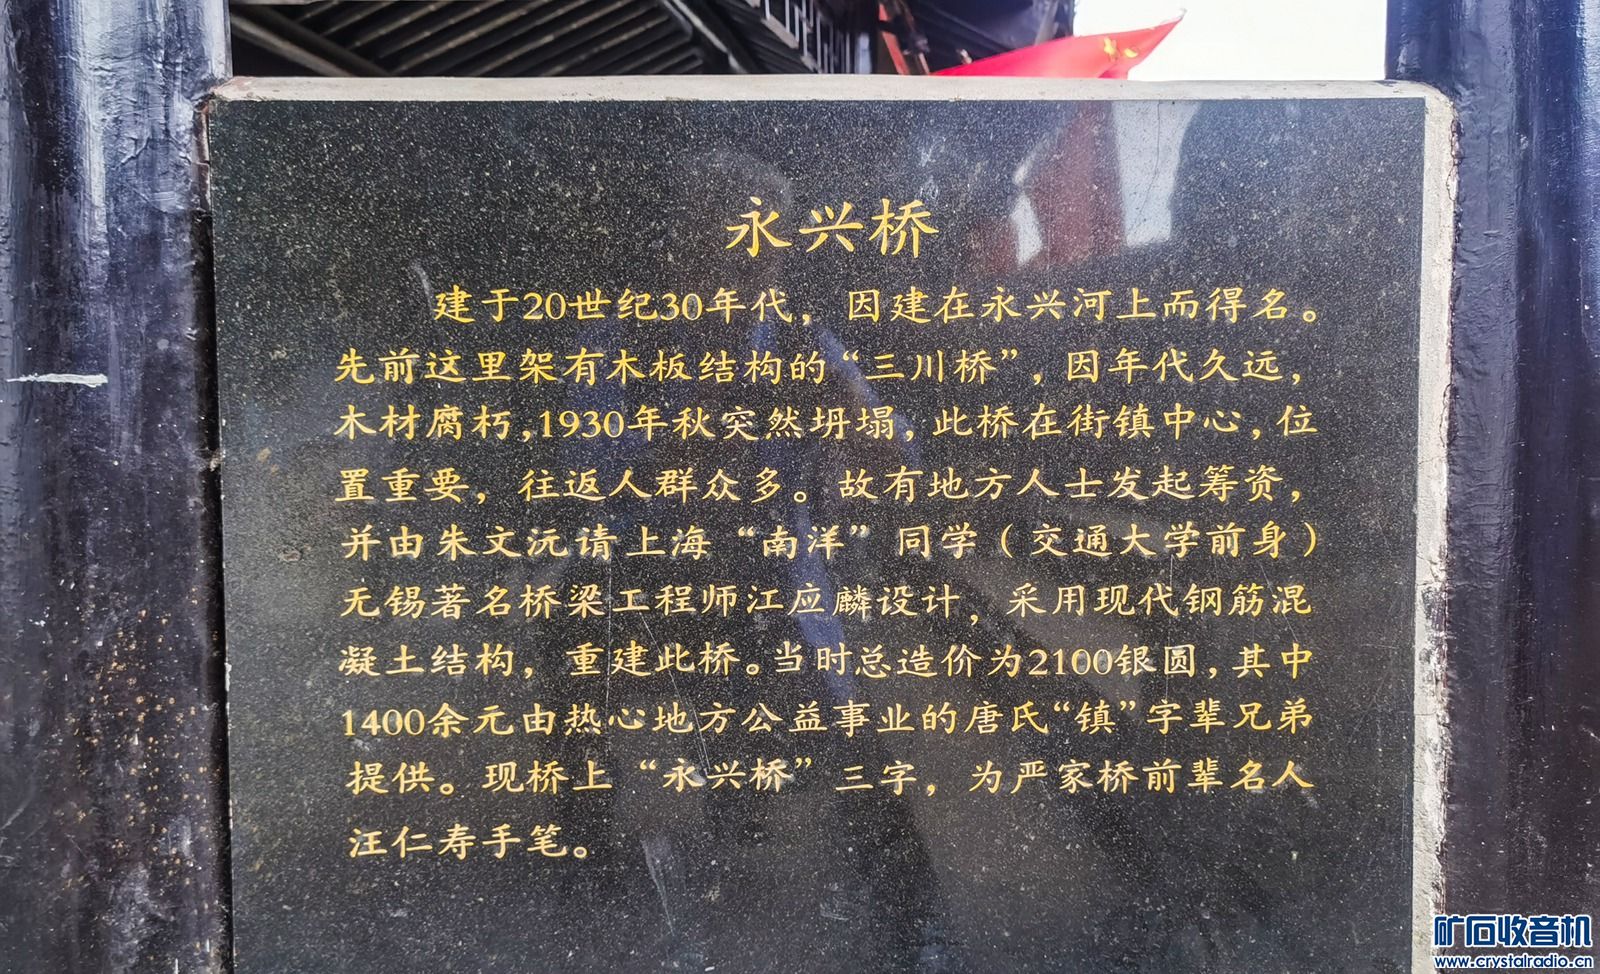 永兴桥
建于20世纪30年代，因建在永兴河上而得名。
先前这里架有木板结构的“三川桥”，因年代久远，
木材腐朽,1930年秋突然坍塌，此桥在街镇中心，位
置重要，往返人群众多。故有地方人士发起筹资，
并由朱文沅请上海“南洋”同学（交通大学前身）
无锡著名桥梁工程师江应麟设计，采用现代钢筋混
凝土结构，重建此桥。当时总造价为2100银圆，其中
1400余元由热心地方公益事业的唐氏“镇”字辈兄弟
提供。现桥上“永兴桥”三字，为严家桥前辈名人
汪仁寿手笔。
矿石收音机
www.crystalradio.cn